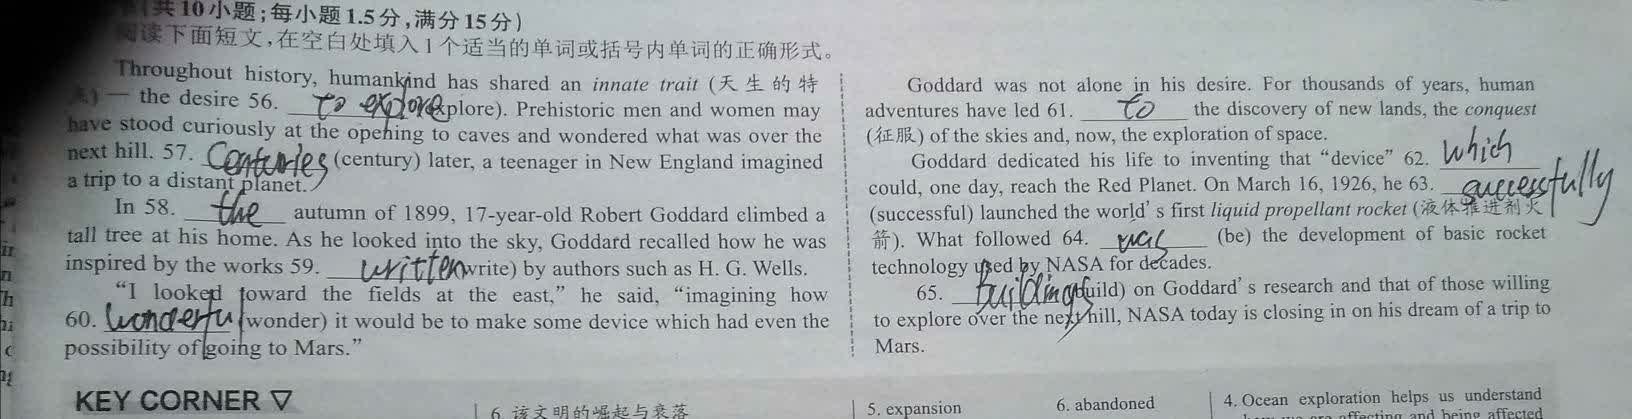 共10小题;每小题1.5分,满分15分)
阅读下面短文,在空白处填入1个适当的单词或括号内单词的正确形式。
Throughout history, humankind has shared an innate trait (天生的特
点) — the desire 56. to explore (explore). Prehistoric men and women may
have stood curiously at the opening to caves and wondered what was over the
next hill. 57. Centuries (century) later, a teenager in New England imagined
a trip to a distant planet.
In 58. the autumn of 1899, 17-year-old Robert Goddard climbed a
tall tree at his home. As he looked into the sky, Goddard recalled how he was
inspired by the works 59. written (write) by authors such as H. G. Wells.
“I looked toward the fields at the east,” he said, “imagining how
60. wonderful (wonder) it would be to make some device which had even the
possibility of going to Mars.”
Goddard was not alone in his desire. For thousands of years, human
adventures have led 61. to the discovery of new lands, the conquest
(征服) of the skies and, now, the exploration of space.
Goddard dedicated his life to inventing that “device” 62. which
could, one day, reach the Red Planet. On March 16, 1926, he 63. successfully
(successful) launched the world's first liquid propellant rocket (液体推进剂火
箭). What followed 64. was (be) the development of basic rocket
technology used by NASA for decades.
65. buildings (build) on Goddard's research and that of those willing
to explore over the next hill, NASA today is closing in on his dream of a trip to
Mars.
KEY CORNER ▽
6. 该文明的崛起与衰落
5. expansion
6. abandoned
4. Ocean exploration helps us understand
how we are affecting and being affected